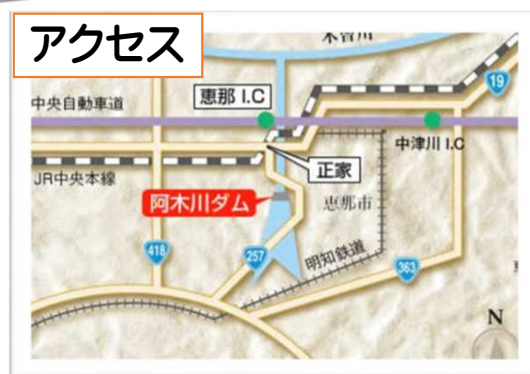 アクセス
木曽川
19
恵那 I.C
中央自動車道
中津川 I.C
正家
JR中央本線
阿木川ダム
恵那市
418
257
明知鉄道
363
N